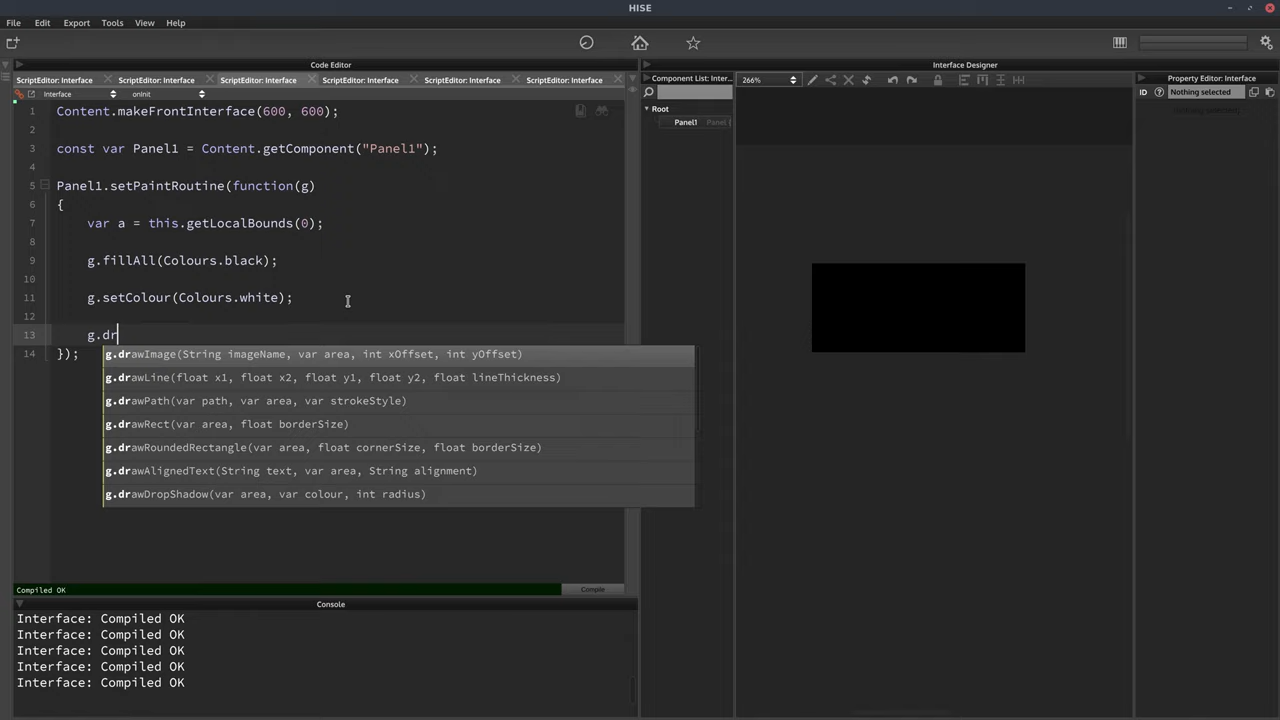 HISE
File Edit Export Tools View Help
Code Editor
ScriptEditor: Interface ScriptEditor: Interface ScriptEditor: Interface ScriptEditor: Interface ScriptEditor: Interface ScriptEditor: Interface
Interface onInit
1 Content.makeFrontInterface(600, 600);
2
3 const var Panel1 = Content.getComponent("Panel1");
4
5 Panel1.setPaintRoutine(function(g)
6 {
7 var a = this.getLocalBounds(0);
8
9 g.fillAll(Colours.black);
10
11 g.setColour(Colours.white);
12
13 g.dr
14 });
g.drawImage(String imageName, var area, int xOffset, int yOffset)
g.drawLine(float x1, float x2, float y1, float y2, float lineThickness)
g.drawPath(var path, var area, var strokeStyle)
g.drawRect(var area, float borderSize)
g.drawRoundedRectangle(var area, float cornerSize, float borderSize)
g.drawAlignedText(String text, var area, String alignment)
g.drawDropShadow(var area, var colour, int radius)
Compiled OK Compile
Console
Interface: Compiled OK
Interface: Compiled OK
Interface: Compiled OK
Interface: Compiled OK
Interface: Compiled OK
Interface Designer
Component List: Inter...
266%
Root
Panel1 Panel (
Property Editor: Interface
ID Nothing selected